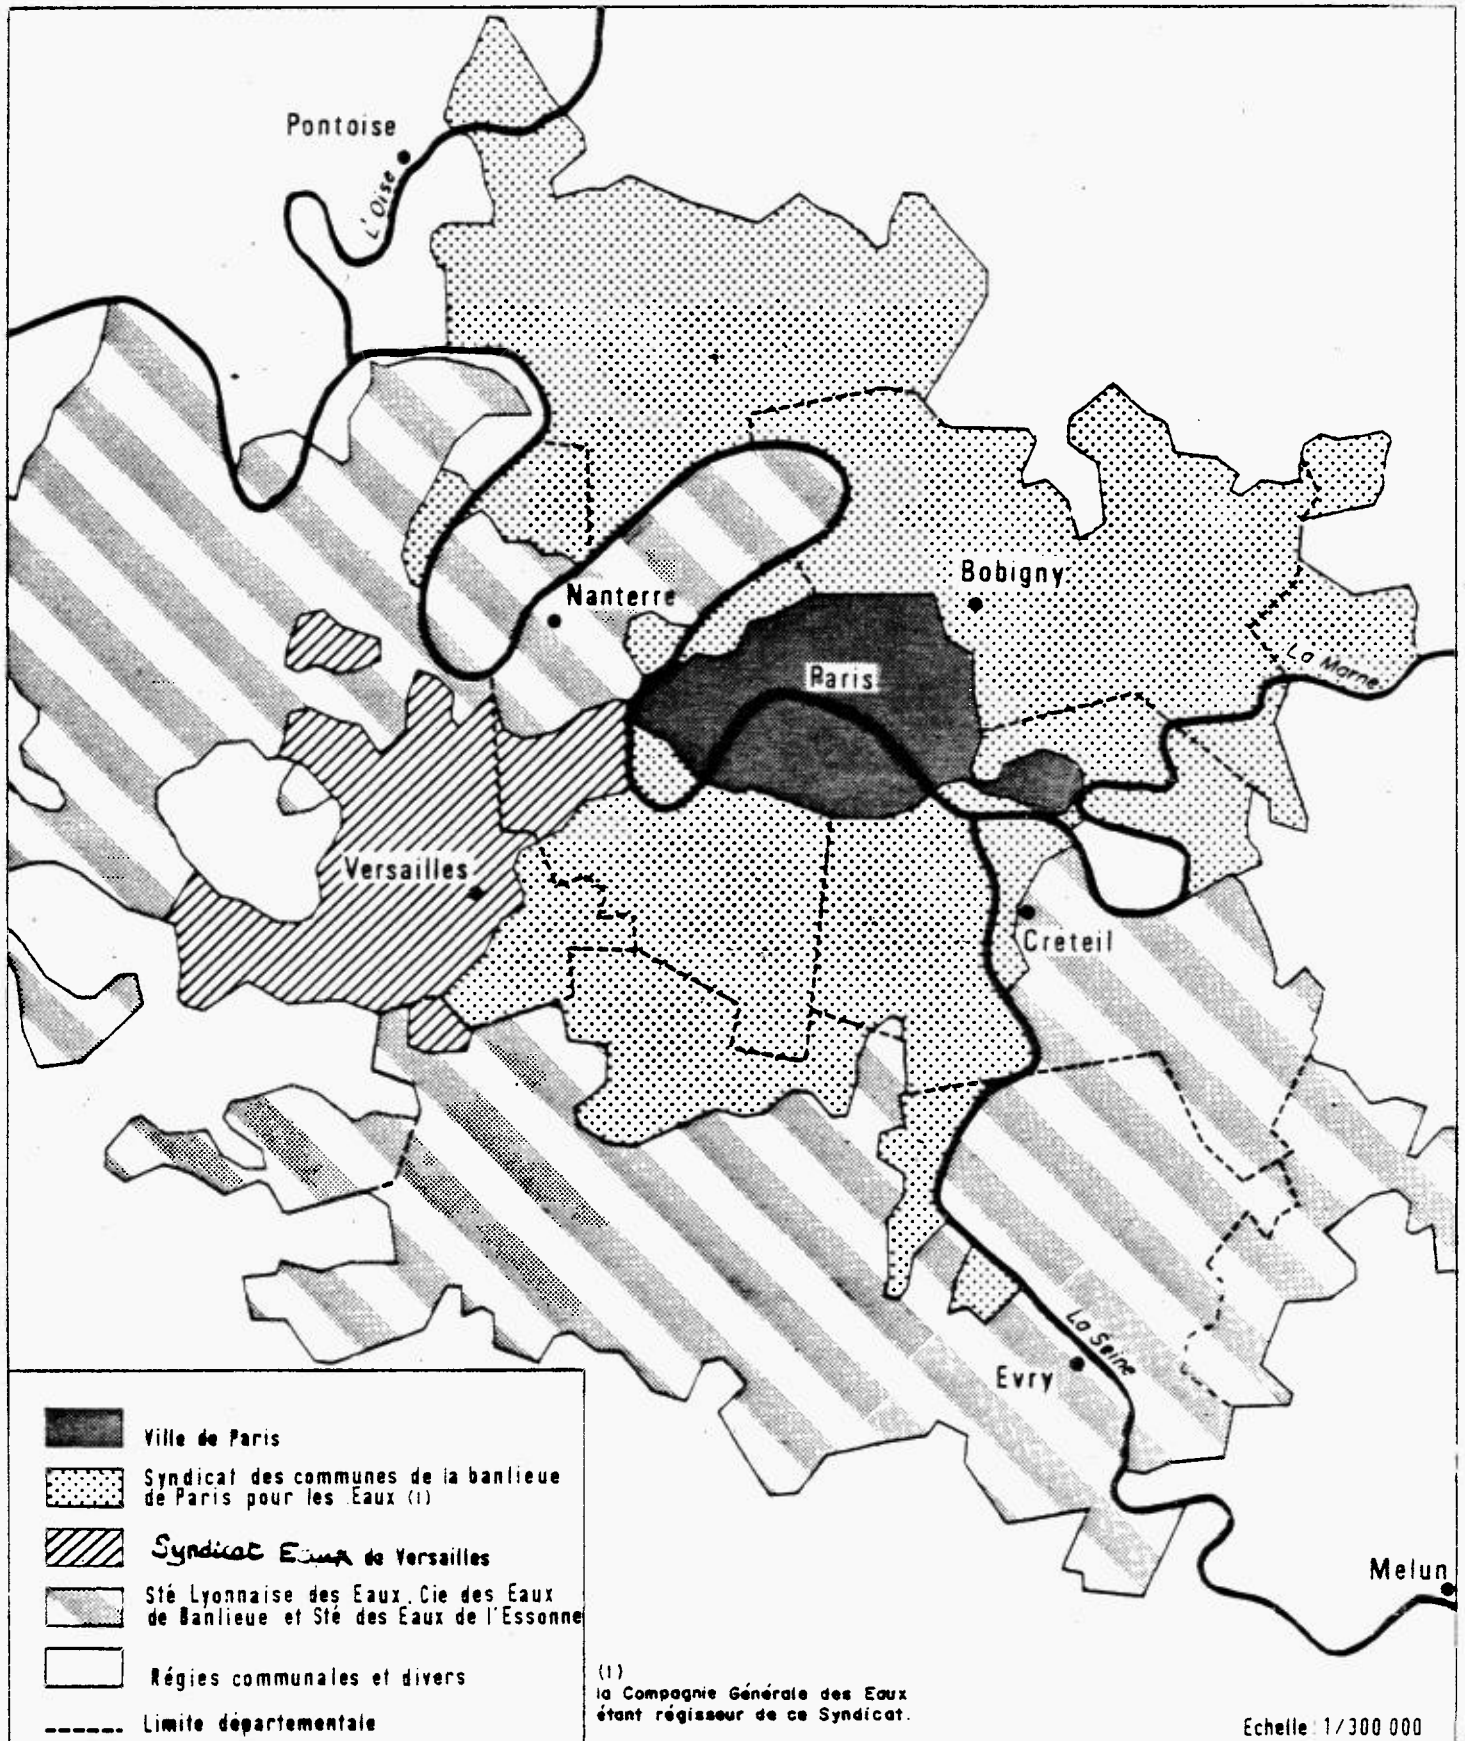 Pontoise
L'Oise
Nanterre
Bobigny
Paris
La Marne
Versailles
Creteil
La Seine
Evry
Melun
Ville de Paris
Syndicat des communes de la banlieue
de Paris pour les Eaux (1)
Syndicat Eaux de Versailles
Sté Lyonnaise des Eaux, Cie des Eaux
de Banlieue et Sté des Eaux de l'Essonne
Régies communales et divers
Limite départementale
(1)
la Compagnie Générale des Eaux
étant régisseur de ce Syndicat.
Echelle: 1/300 000